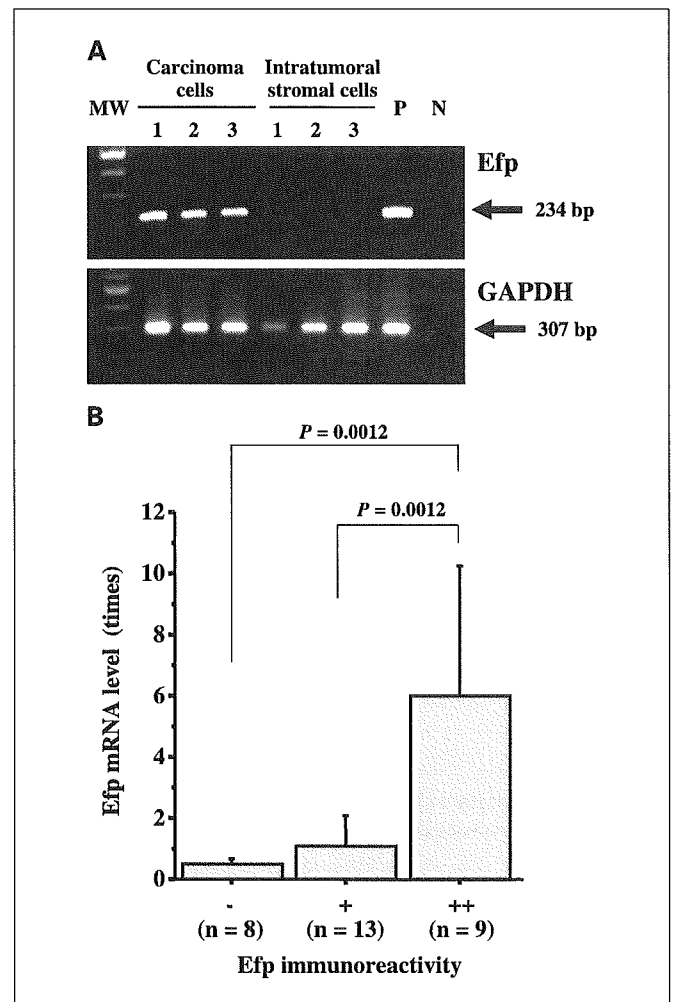 A
Carcinoma cells
Intratumoral stromal cells
MW
1 2 3 1 2 3 P N
Efp
234 bp
GAPDH
307 bp
B
P = 0.0012
P = 0.0012
12
10
8
6
4
2
0
Efp mRNA level (times)
- + ++
(n = 8) (n = 13) (n = 9)
Efp immunoreactivity